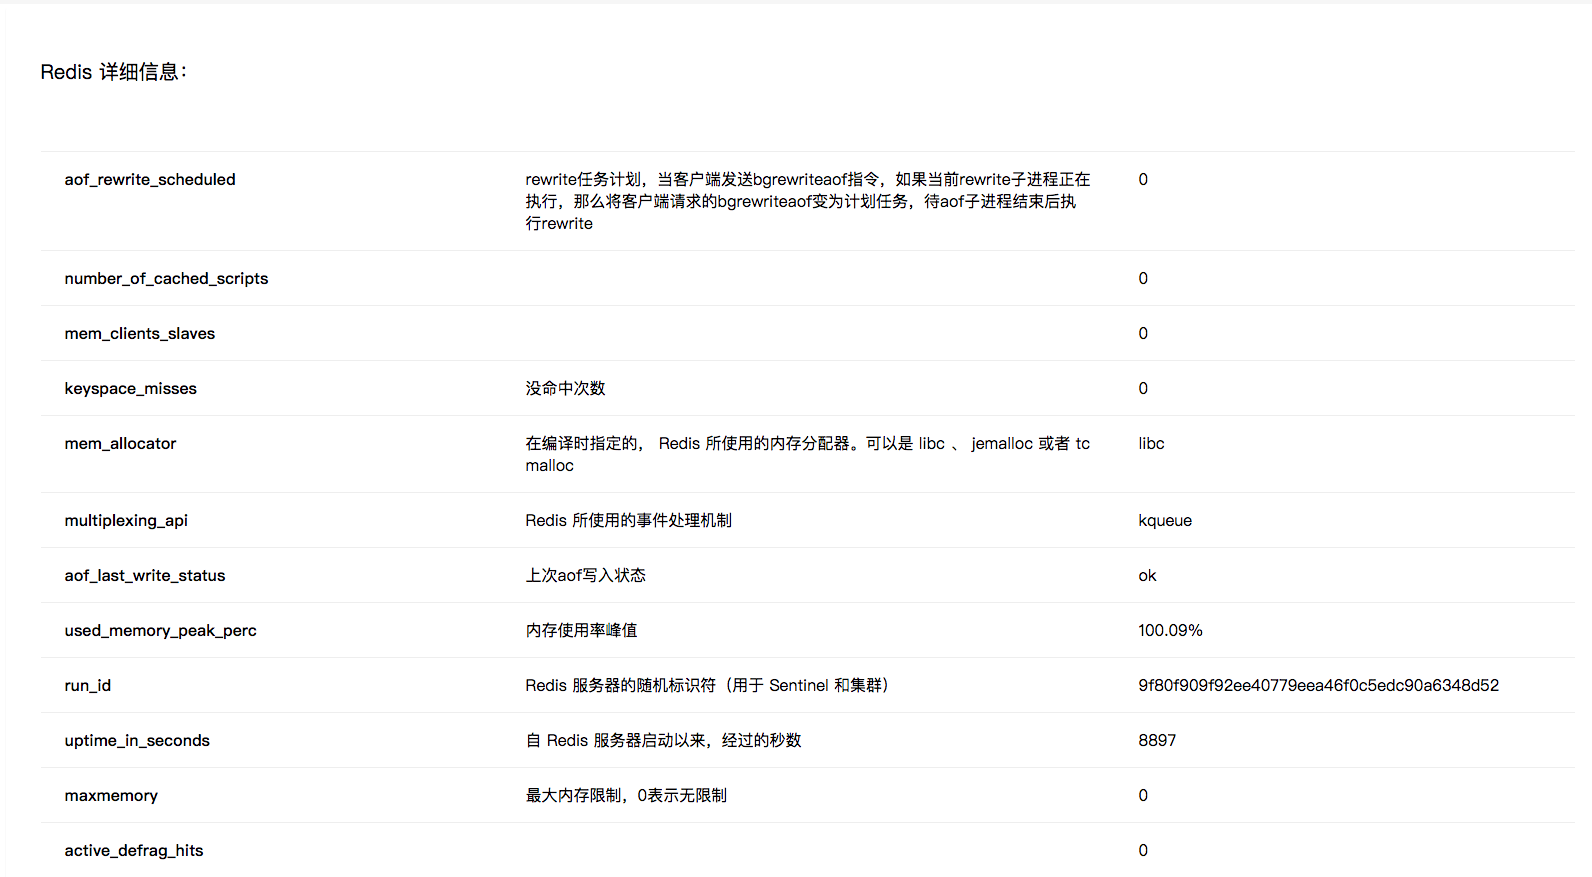 Redis 详细信息：
aof_rewrite_scheduled
rewrite任务计划，当客户端发送bgrewriteaof指令，如果当前rewrite子进程正在
执行，那么将客户端请求的bgrewriteaof变为计划任务，待aof子进程结束后执
行rewrite
0
number_of_cached_scripts
0
mem_clients_slaves
0
keyspace_misses
没命中次数
0
mem_allocator
在编译时指定的， Redis 所使用的内存分配器。可以是 libc 、 jemalloc 或者 tc
malloc
libc
multiplexing_api
Redis 所使用的事件处理机制
kqueue
aof_last_write_status
上次aof写入状态
ok
used_memory_peak_perc
内存使用率峰值
100.09%
run_id
Redis 服务器的随机标识符（用于 Sentinel 和集群）
9f80f909f92ee40779eea46f0c5edc90a6348d52
uptime_in_seconds
自 Redis 服务器启动以来，经过的秒数
8897
maxmemory
最大内存限制，0表示无限制
0
active_defrag_hits
0